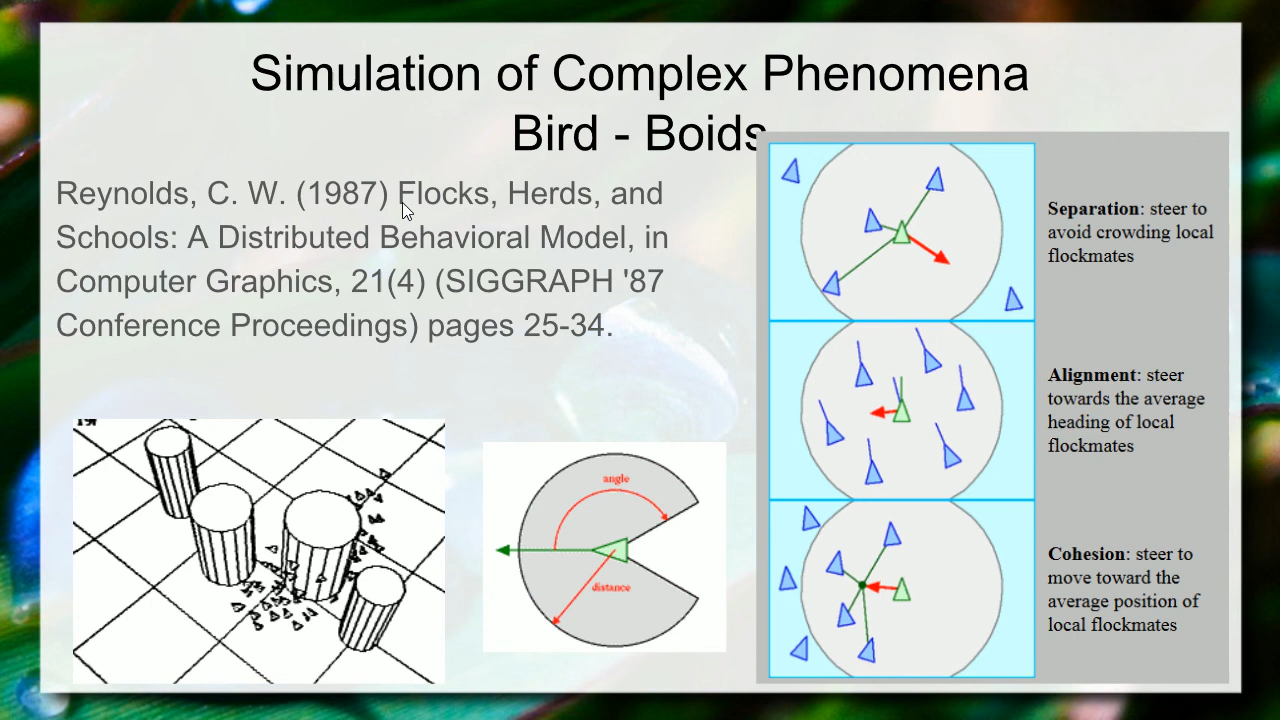 Simulation of Complex Phenomena
Bird - Boids
Reynolds, C. W. (1987) Flocks, Herds, and
Schools: A Distributed Behavioral Model, in
Computer Graphics, 21(4) (SIGGRAPH '87
Conference Proceedings) pages 25-34.
angle
distance
Separation: steer to
avoid crowding local
flockmates
Alignment: steer
towards the average
heading of local
flockmates
Cohesion: steer to
move toward the
average position of
local flockmates